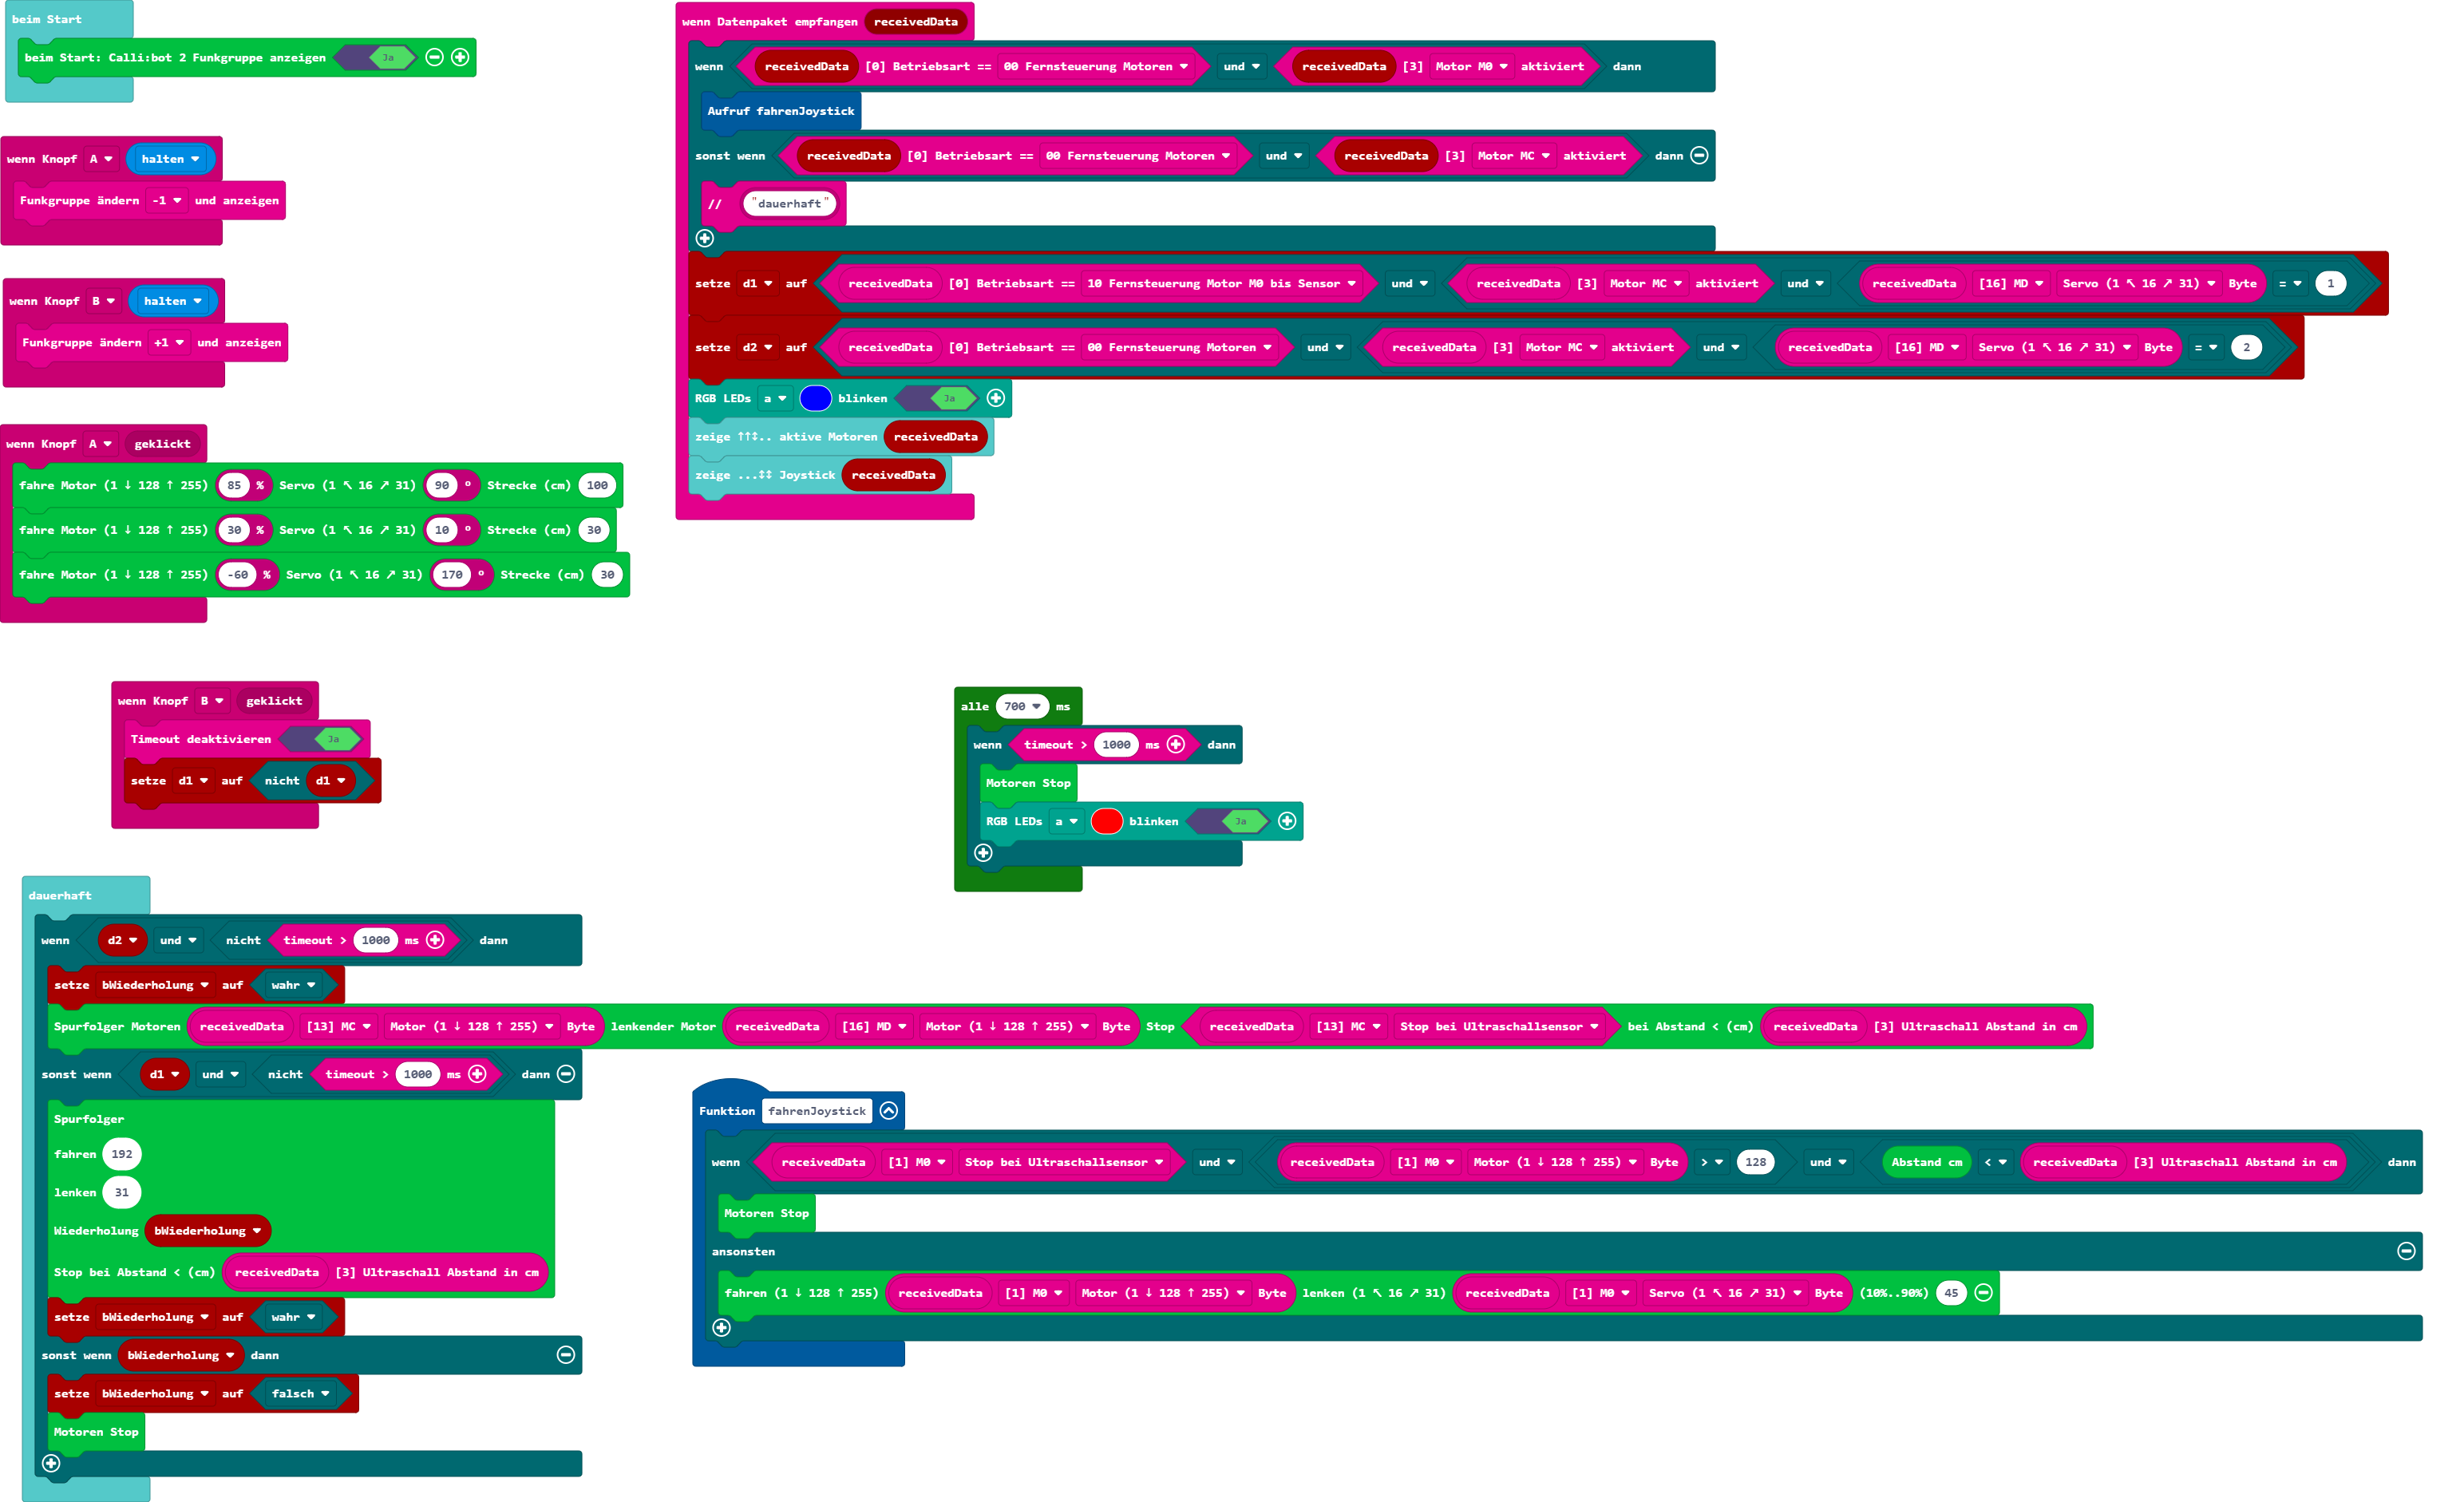 beim Start
beim Start: Calli:bot 2 Funkgruppe anzeigen Ja
wenn Knopf A halten
Funkgruppe ändern -1 und anzeigen
wenn Knopf B halten
Funkgruppe ändern +1 und anzeigen
wenn Knopf A geklickt
fahre Motor (1 ↓ 128 ↑ 255) 85 % Servo (1 ↖ 16 ↗ 31) 90 ° Strecke (cm) 100
fahre Motor (1 ↓ 128 ↑ 255) 30 % Servo (1 ↖ 16 ↗ 31) 10 ° Strecke (cm) 30
fahre Motor (1 ↓ 128 ↑ 255) -60 % Servo (1 ↖ 16 ↗ 31) 170 ° Strecke (cm) 30
wenn Datenpaket empfangen receivedData
wenn receivedData [0] Betriebsart == 00 Fernsteuerung Motoren und receivedData [3] Motor M0 aktiviert dann
Aufruf fahrenJoystick
sonst wenn receivedData [0] Betriebsart == 00 Fernsteuerung Motoren und receivedData [3] Motor MC aktiviert dann
// "dauerhaft"
setze d1 auf receivedData [0] Betriebsart == 10 Fernsteuerung Motor M0 bis Sensor und receivedData [3] Motor MC aktiviert und receivedData [16] MD Servo (1 ↖ 16 ↗ 31) Byte = 1
setze d2 auf receivedData [0] Betriebsart == 00 Fernsteuerung Motoren und receivedData [3] Motor MC aktiviert und receivedData [16] MD Servo (1 ↖ 16 ↗ 31) Byte = 2
RGB LEDs a blinken Ja
zeige ↑↑↕.. aktive Motoren receivedData
zeige ...↕↕ Joystick receivedData
wenn Knopf B geklickt
Timeout deaktivieren Ja
setze d1 auf nicht d1
alle 700 ms
wenn timeout > 1000 ms dann
Motoren Stop
RGB LEDs a blinken Ja
dauerhaft
wenn d2 und nicht timeout > 1000 ms dann
setze bWiederholung auf wahr
Spurfolger Motoren receivedData [13] MC Motor (1 ↓ 128 ↑ 255) Byte lenkender Motor receivedData [16] MD Motor (1 ↓ 128 ↑ 255) Byte Stop receivedData [13] MC Stop bei Ultraschallsensor bei Abstand < (cm) receivedData [3] Ultraschall Abstand in cm
sonst wenn d1 und nicht timeout > 1000 ms dann
Spurfolger
fahren 192
lenken 31
Wiederholung bWiederholung
Stop bei Abstand < (cm) receivedData [3] Ultraschall Abstand in cm
setze bWiederholung auf wahr
sonst wenn bWiederholung dann
setze bWiederholung auf falsch
Motoren Stop
Funktion fahrenJoystick
wenn receivedData [1] M0 Stop bei Ultraschallsensor und receivedData [1] M0 Motor (1 ↓ 128 ↑ 255) Byte > 128 und Abstand cm < receivedData [3] Ultraschall Abstand in cm dann
Motoren Stop
ansonsten
fahren (1 ↓ 128 ↑ 255) receivedData [1] M0 Motor (1 ↓ 128 ↑ 255) Byte lenken (1 ↖ 16 ↗ 31) receivedData [1] M0 Servo (1 ↖ 16 ↗ 31) Byte (10%..90%) 45